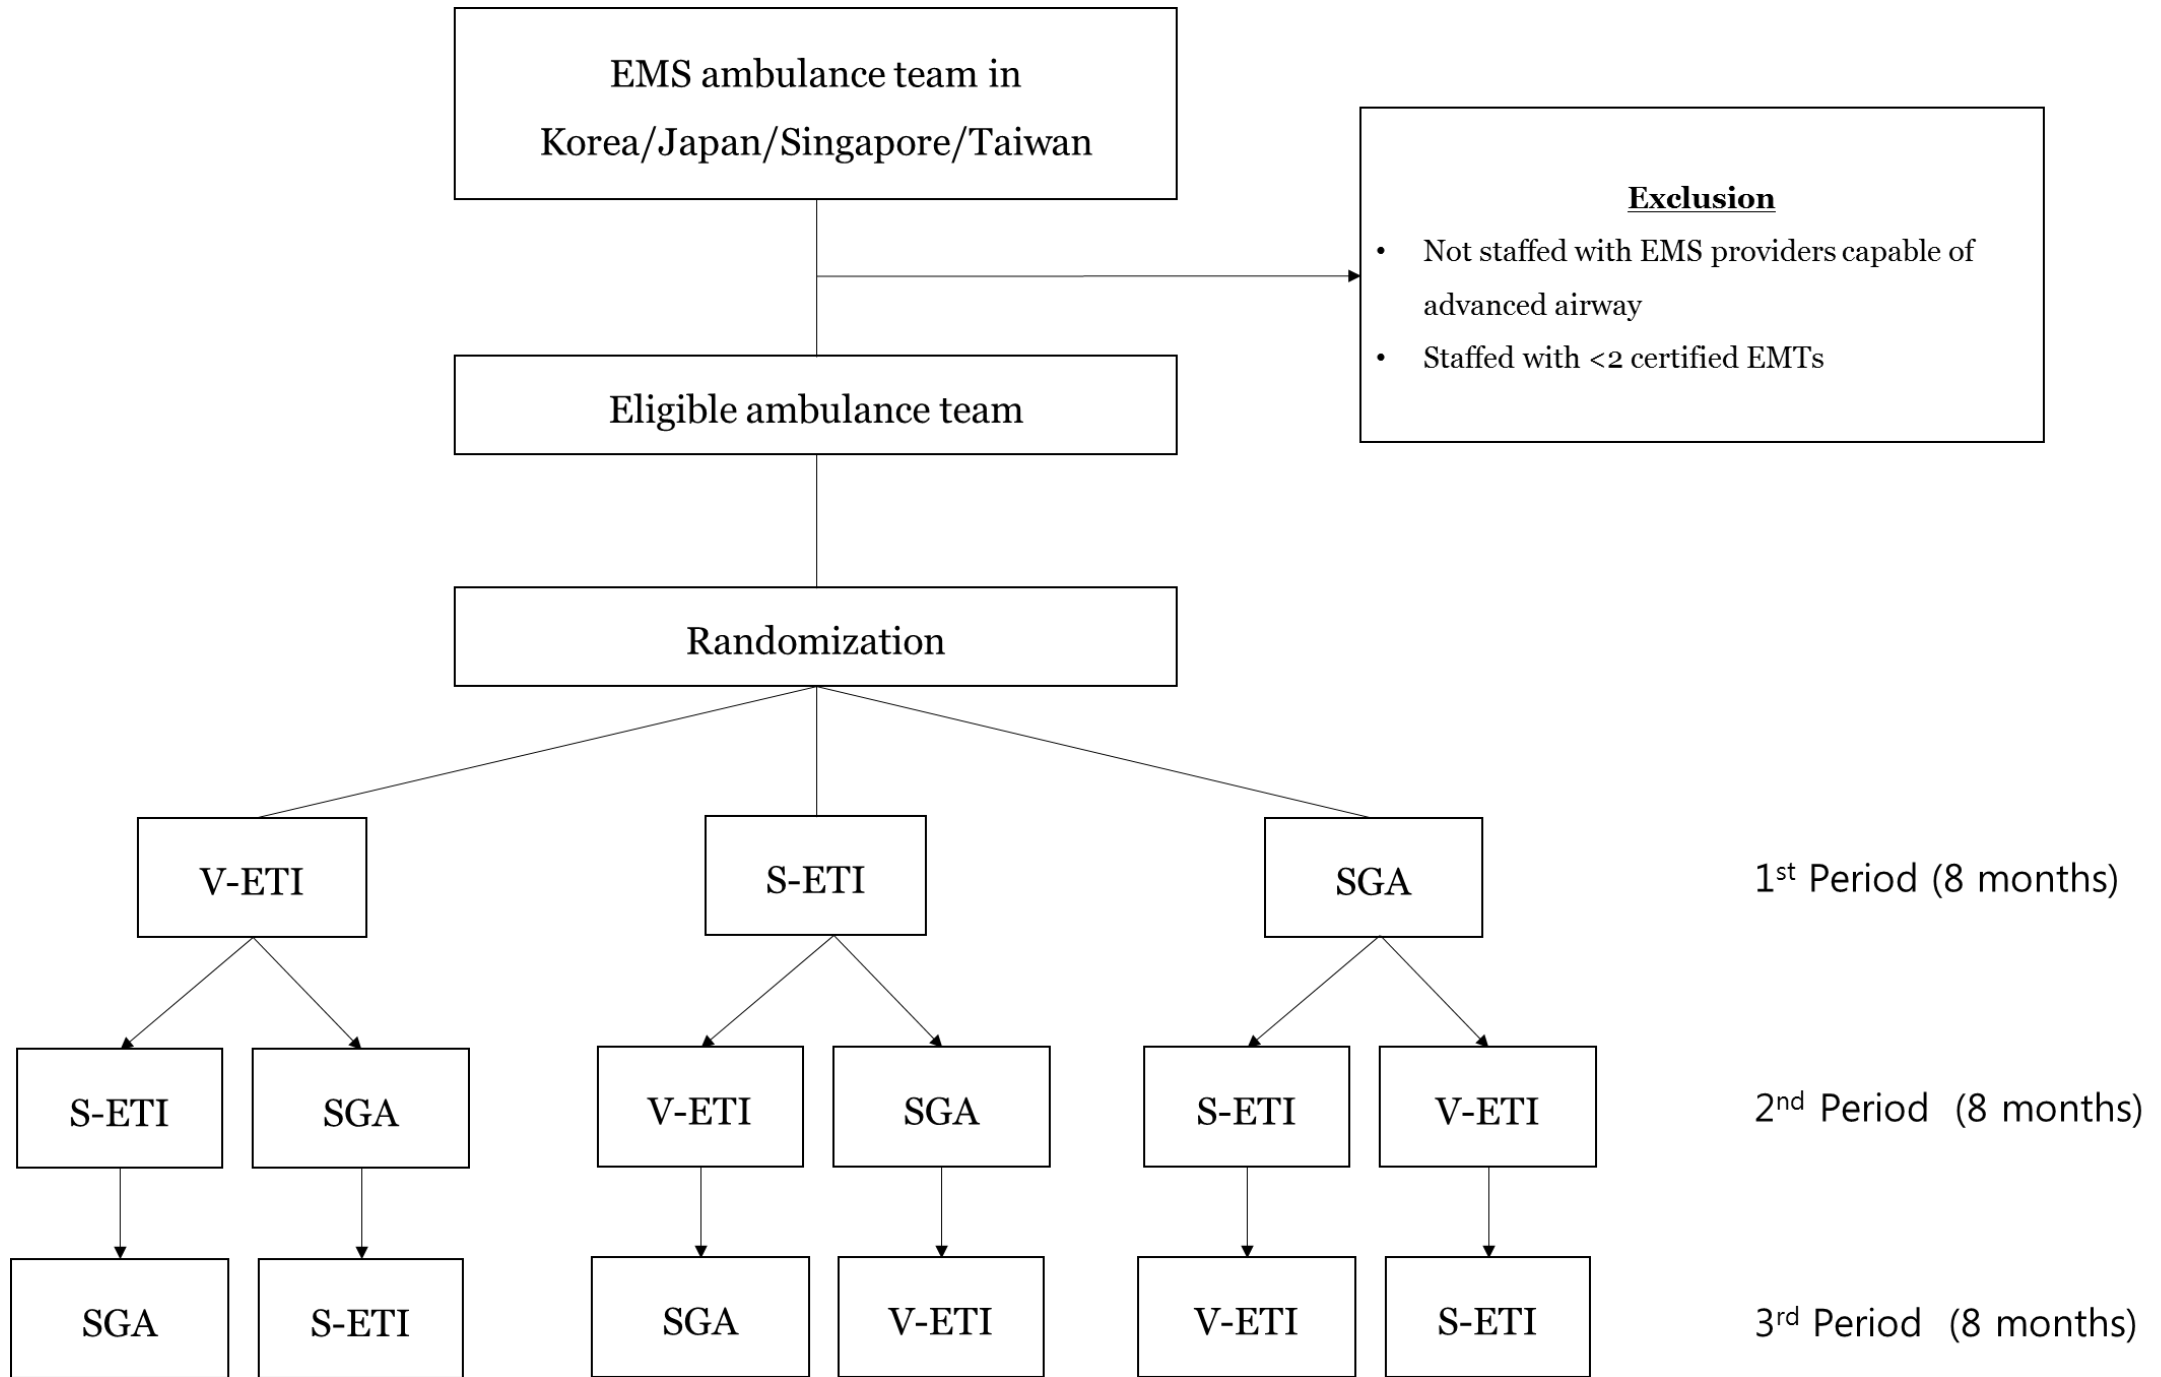 EMS ambulance team in
Korea/Japan/Singapore/Taiwan
Exclusion
• Not staffed with EMS providers capable of
advanced airway
• Staffed with <2 certified EMTs
Eligible ambulance team
Randomization
V-ETI
S-ETI
SGA
1st Period (8 months)
S-ETI
SGA
V-ETI
SGA
S-ETI
V-ETI
2nd Period (8 months)
SGA
S-ETI
SGA
V-ETI
V-ETI
S-ETI
3rd Period (8 months)